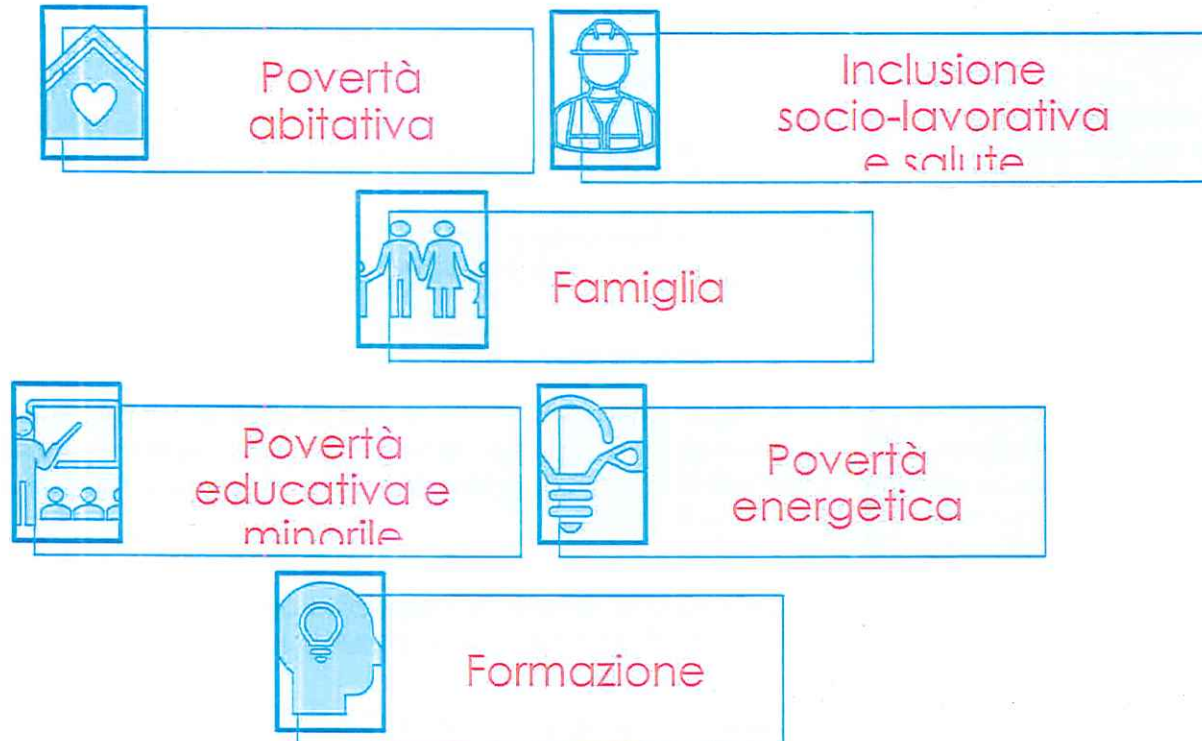 Povertà
abitativa
Inclusione
socio-lavorativa
e salute
Famiglia
Povertà
educativa e
minorile
Povertà
energetica
Formazione